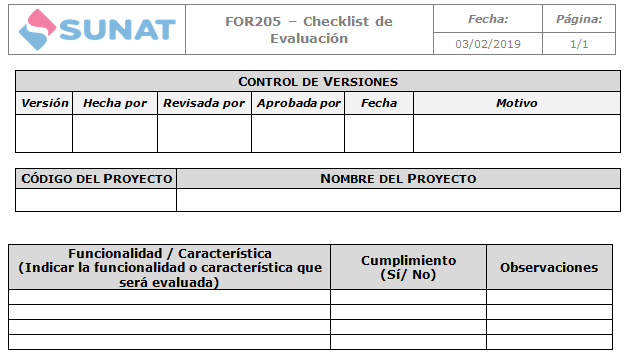 SUNAT
FOR205 – Checklist de
Evaluación
Fecha:
Página:
03/02/2019
1/1
CONTROL DE VERSIONES
Versión Hecha por Revisada por Aprobada por Fecha Motivo
CÓDIGO DEL PROYECTO NOMBRE DEL PROYECTO
Funcionalidad / Característica
(Indicar la funcionalidad o característica que
será evaluada)
Cumplimiento
(Sí/ No)
Observaciones